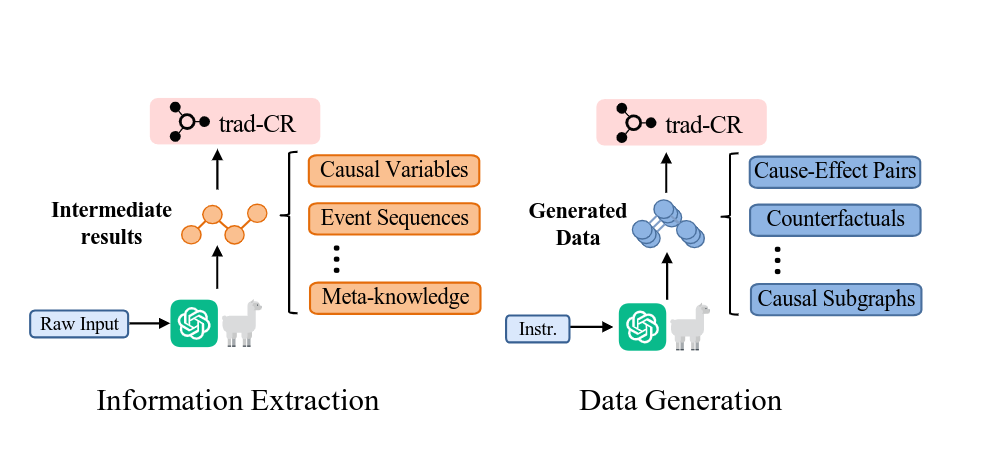 trad-CR
Causal Variables
Intermediate
results
Event Sequences
Meta-knowledge
Raw Input
Information Extraction
trad-CR
Cause-Effect Pairs
Generated
Data
Counterfactuals
Causal Subgraphs
Instr.
Data Generation